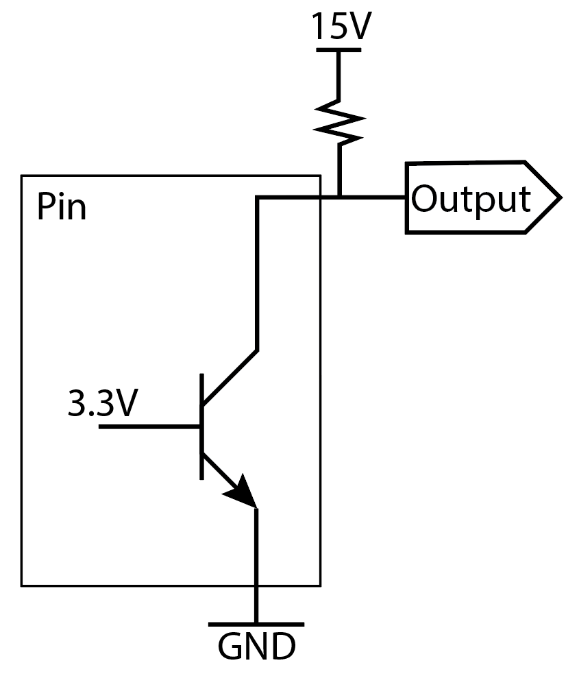 15V
Pin
Output
3.3V
GND